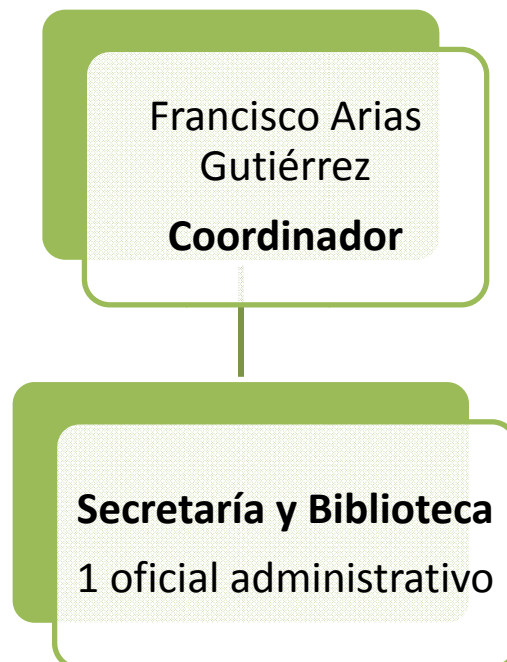 Francisco Arias
Gutiérrez
Coordinador
Secretaría y Biblioteca
1 oficial administrativo